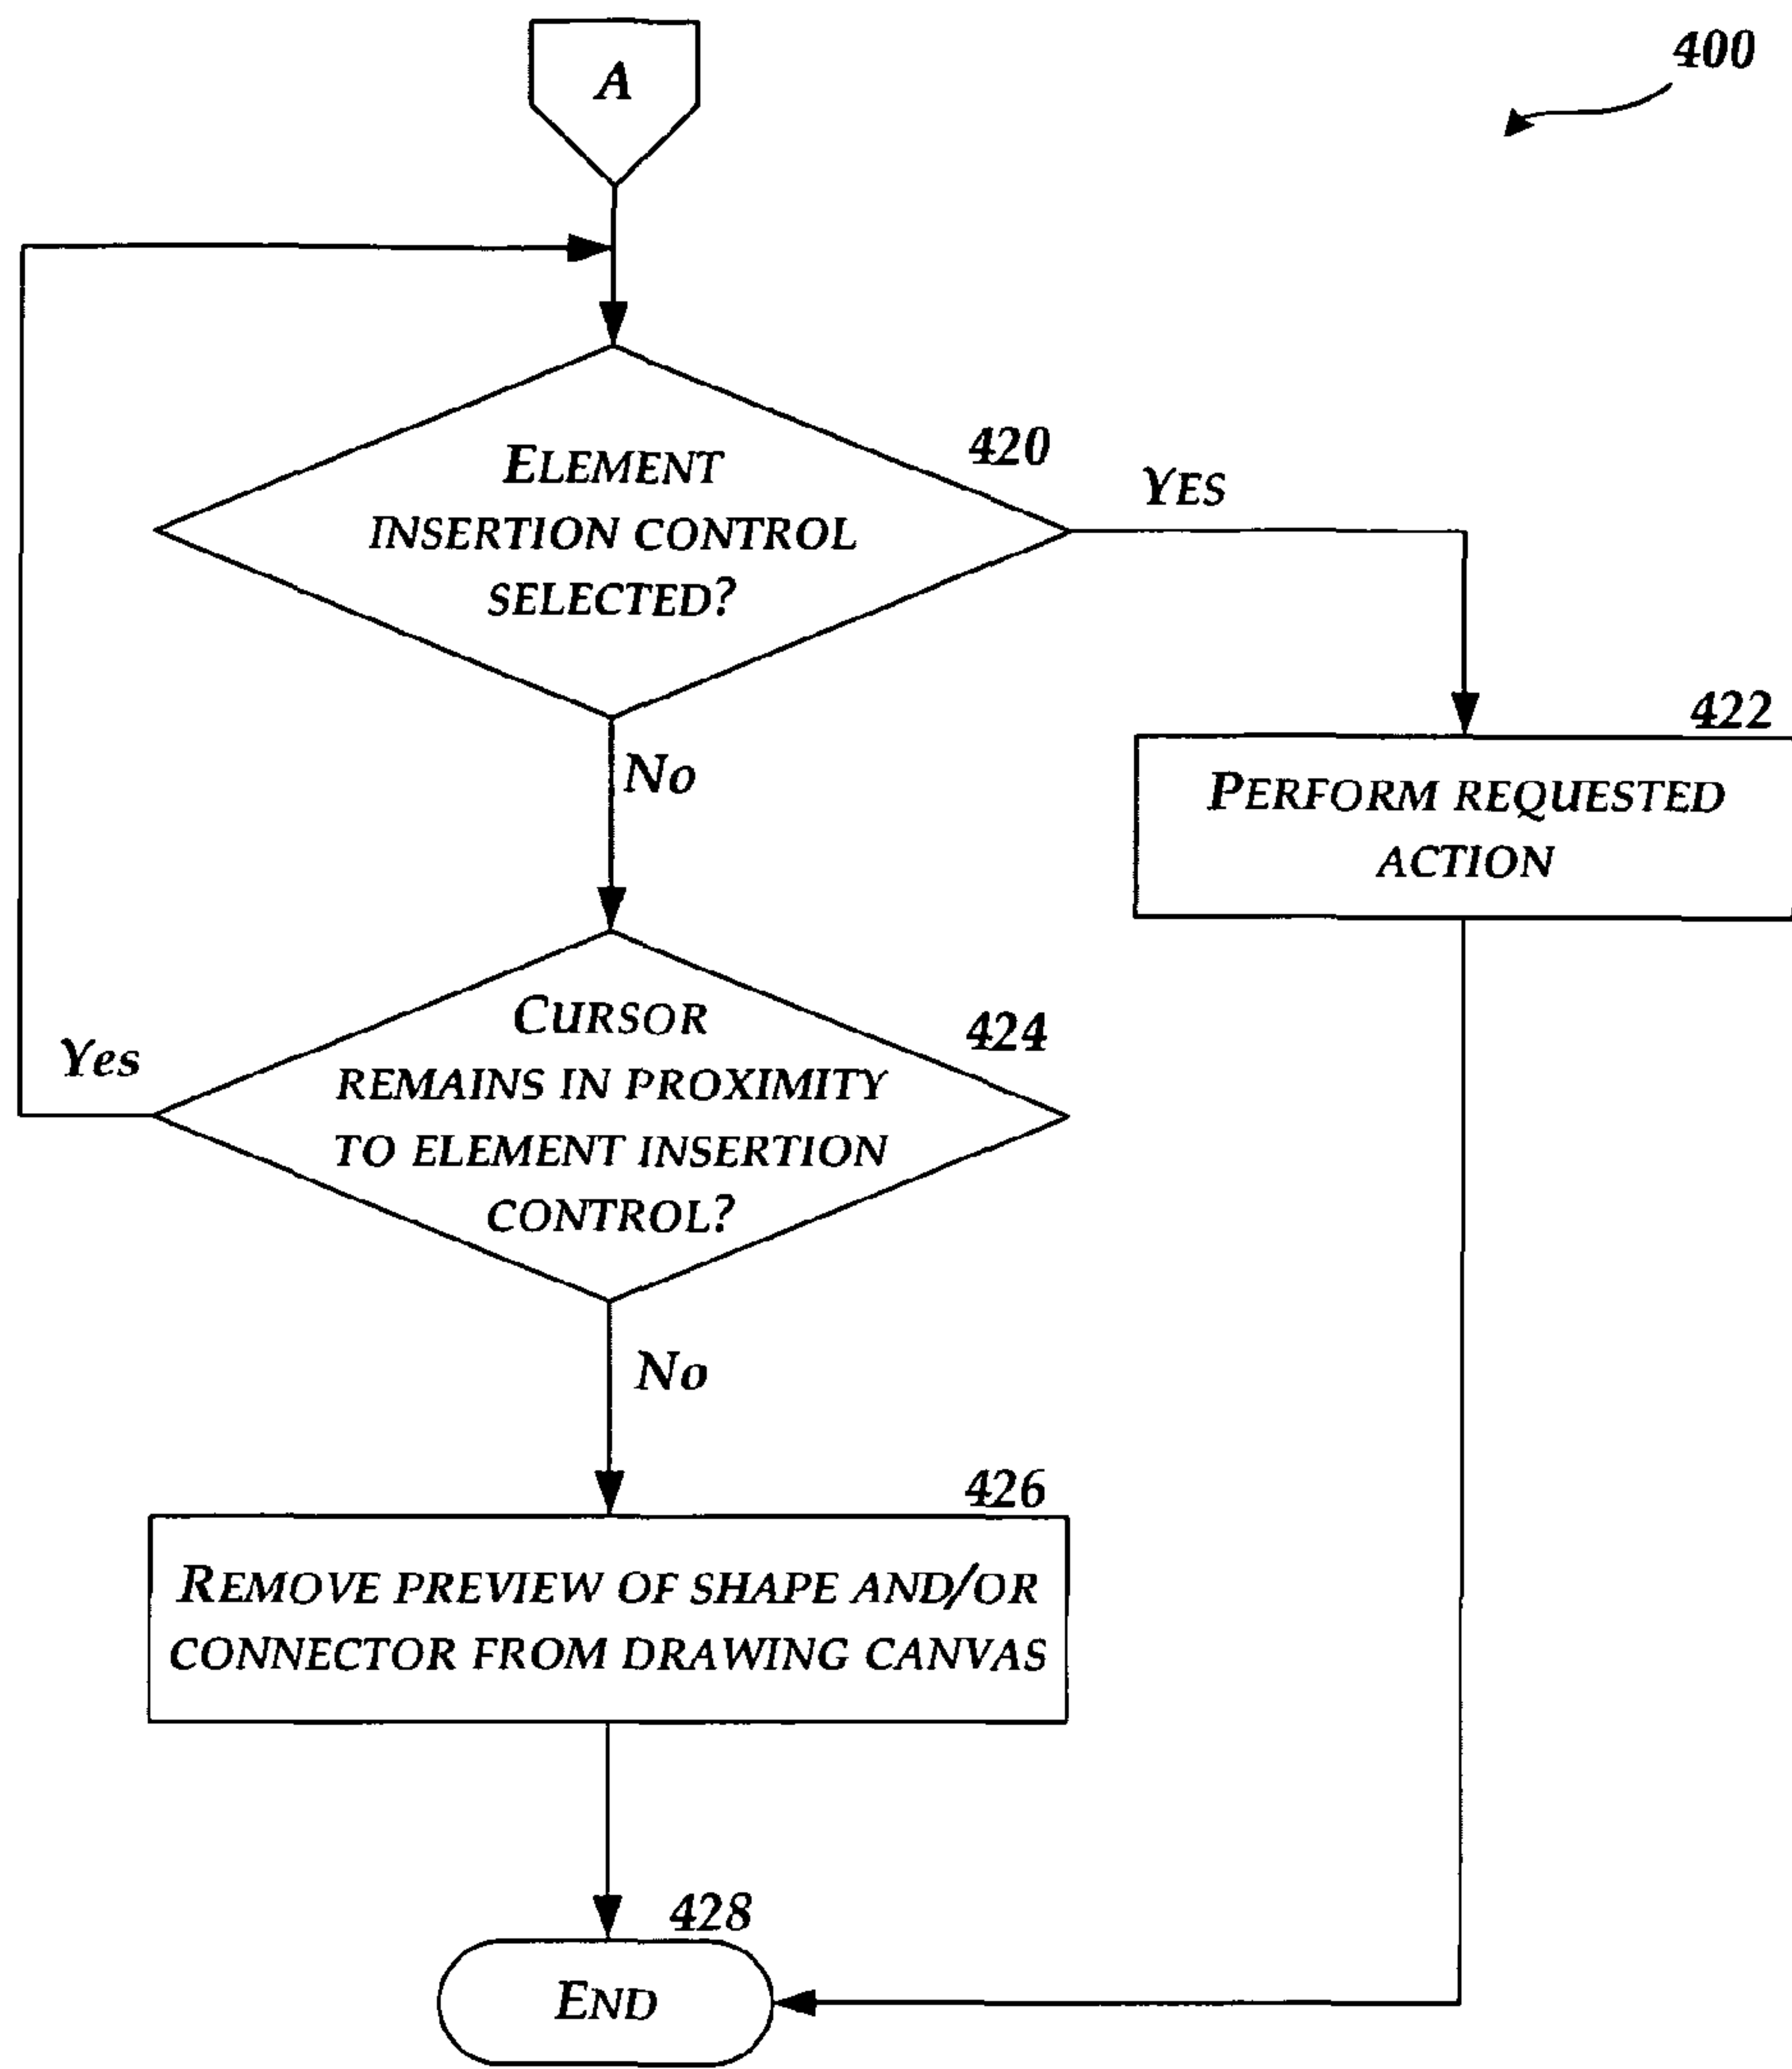 A
400
ELEMENT
INSERTION CONTROL
SELECTED?
420
YES
422
PERFORM REQUESTED
ACTION
NO
CURSOR
REMAINS IN PROXIMITY
TO ELEMENT INSERTION
CONTROL?
424
Yes
NO
426
REMOVE PREVIEW OF SHAPE AND/OR
CONNECTOR FROM DRAWING CANVAS
428
END